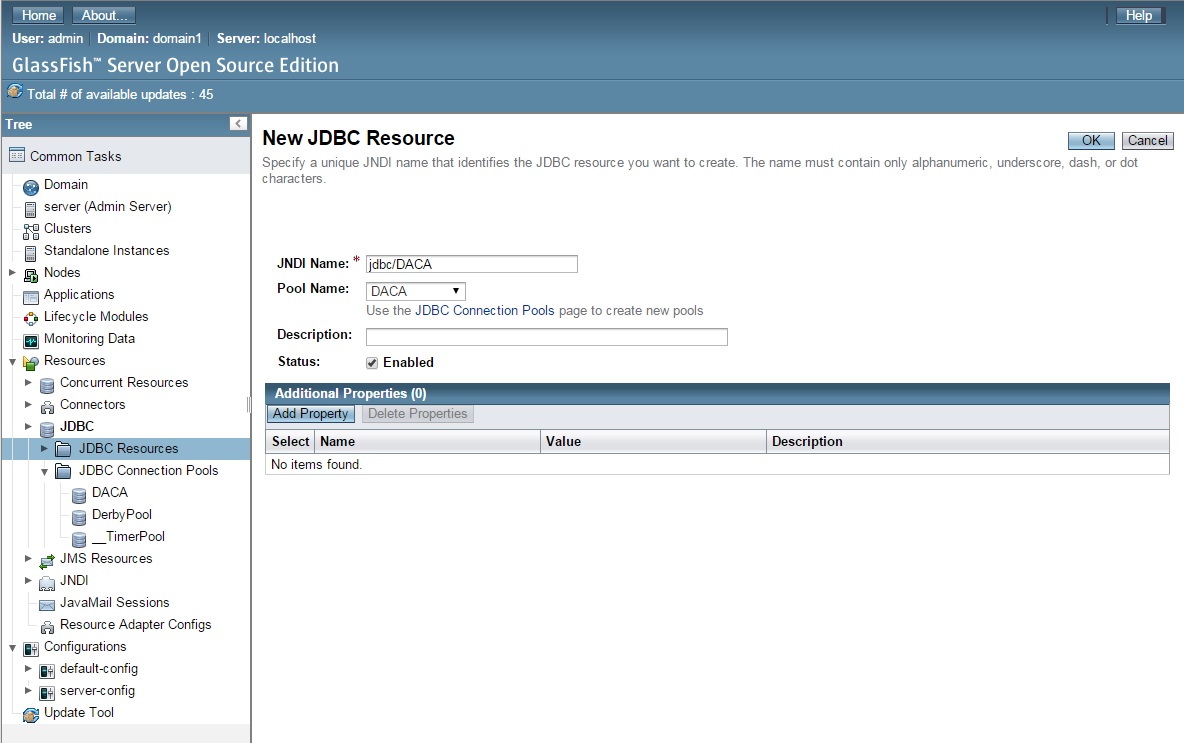 Home About... Help
User: admin Domain: domain1 Server: localhost
GlassFish™ Server Open Source Edition
Total # of available updates : 45
Tree
Common Tasks
Domain
server (Admin Server)
Clusters
Standalone Instances
Nodes
Applications
Lifecycle Modules
Monitoring Data
Resources
Concurrent Resources
Connectors
JDBC
JDBC Resources
JDBC Connection Pools
DACA
DerbyPool
__TimerPool
JMS Resources
JNDI
JavaMail Sessions
Resource Adapter Configs
Configurations
default-config
server-config
Update Tool
New JDBC Resource
OK Cancel
Specify a unique JNDI name that identifies the JDBC resource you want to create. The name must contain only alphanumeric, underscore, dash, or dot
characters.
JNDI Name: * jdbc/DACA
Pool Name: DACA
Use the JDBC Connection Pools page to create new pools
Description:
Status: Enabled
Additional Properties (0)
Add Property Delete Properties
Select Name Value Description
No items found.